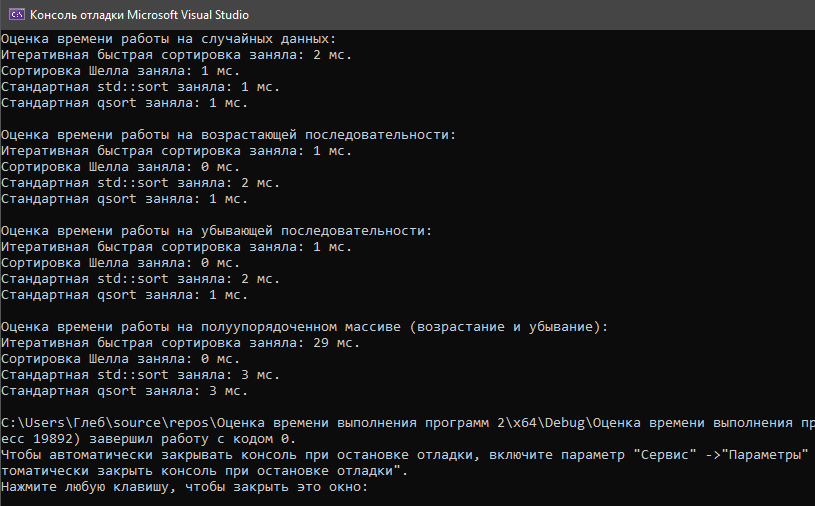 Консоль отладки Microsoft Visual Studio
Оценка времени работы на случайных данных:
Итеративная быстрая сортировка заняла: 2 мс.
Сортировка Шелла заняла: 1 мс.
Стандартная std::sort заняла: 1 мс.
Стандартная qsort заняла: 1 мс.
Оценка времени работы на возрастающей последовательности:
Итеративная быстрая сортировка заняла: 1 мс.
Сортировка Шелла заняла: 0 мс.
Стандартная std::sort заняла: 2 мс.
Стандартная qsort заняла: 1 мс.
Оценка времени работы на убывающей последовательности:
Итеративная быстрая сортировка заняла: 1 мс.
Сортировка Шелла заняла: 0 мс.
Стандартная std::sort заняла: 2 мс.
Стандартная qsort заняла: 1 мс.
Оценка времени работы на полуупорядоченном массиве (возрастание и убывание):
Итеративная быстрая сортировка заняла: 29 мс.
Сортировка Шелла заняла: 0 мс.
Стандартная std::sort заняла: 3 мс.
Стандартная qsort заняла: 3 мс.
C:\Users\Глеб\source\repos\Оценка времени выполнения программ 2\x64\Debug\Оценка времени выполнения пр
есс 19892) завершил работу с кодом 0.
Чтобы автоматически закрывать консоль при остановке отладки, включите параметр "Сервис" ->"Параметры"
томатически закрыть консоль при остановке отладки".
Нажмите любую клавишу, чтобы закрыть это окно: